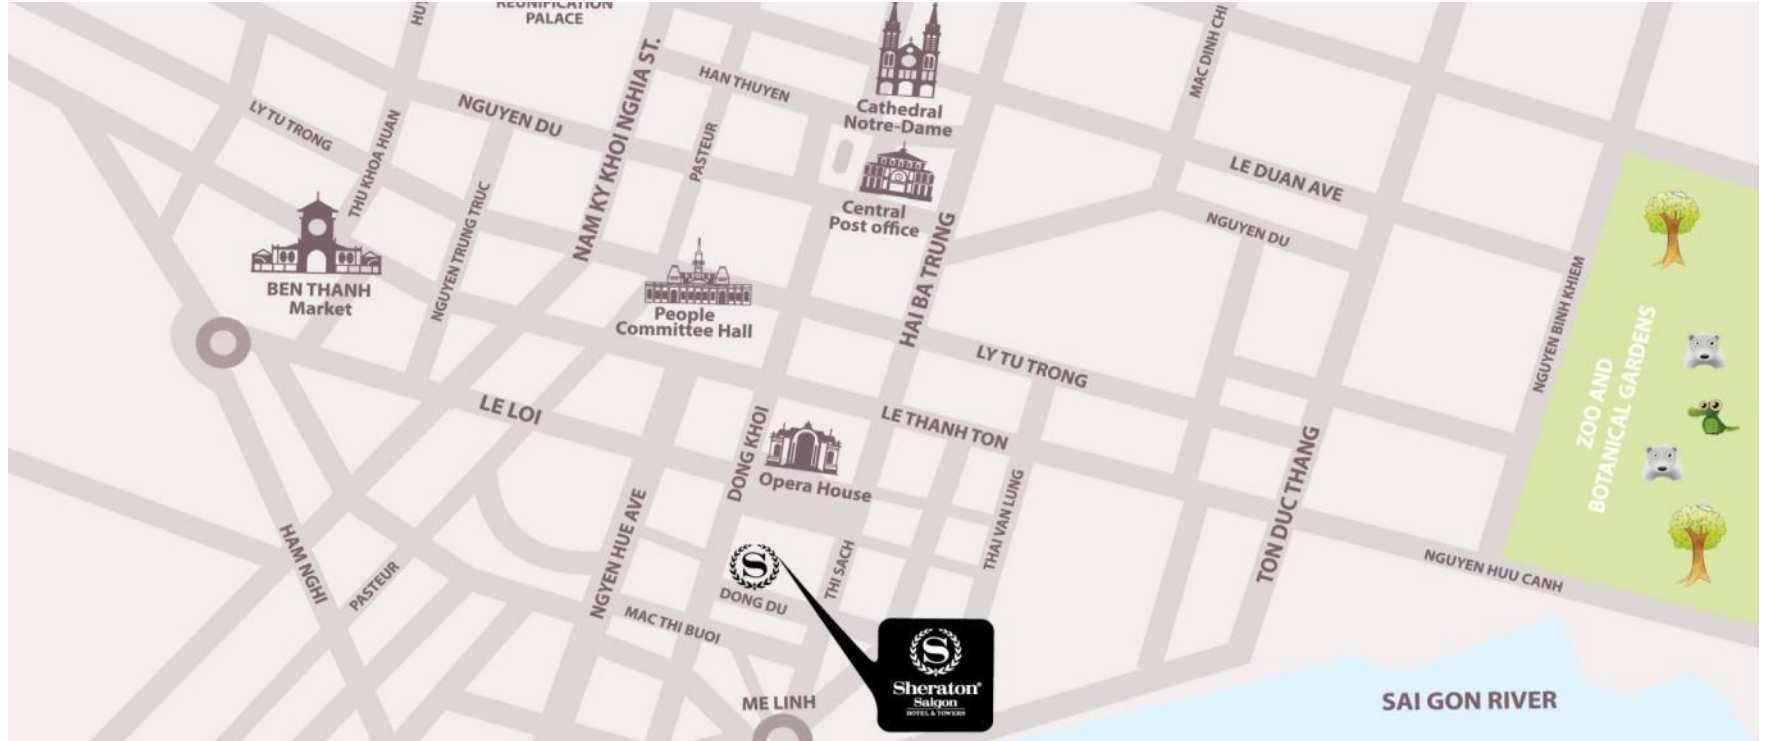 REUNIFICATION
PALACE
HU
MAC DINH CHI
NAM KY KHOI NGHIA ST.
HAN THUYEN
NGUYEN DU
LY TU TRONG
THU KHOA HUAN
PASTEUR
Cathedral
Notre-Dame
LE DUAN AVE
NGUYEN TRUNG TRUC
Central
Post office
HAI BA TRUNG
NGUYEN DU
BEN THANH
Market
People
Committee Hall
NGUYEN BINH KHIEM
ZOO AND
BOTANICAL GARDENS
LY TU TRONG
LE LOI
LE THANH TON
DONG KHOI
Opera House
TON DUC THANG
THAI VAN LUNG
NGYEN HUE AVE
HAM NGHI
PASTEUR
THI SACH
S
DONG DU
MAC THI BUOI
NGUYEN HUU CANH
S
Sheraton®
Saigon
HOTEL & TOWERS
ME LINH
SAI GON RIVER